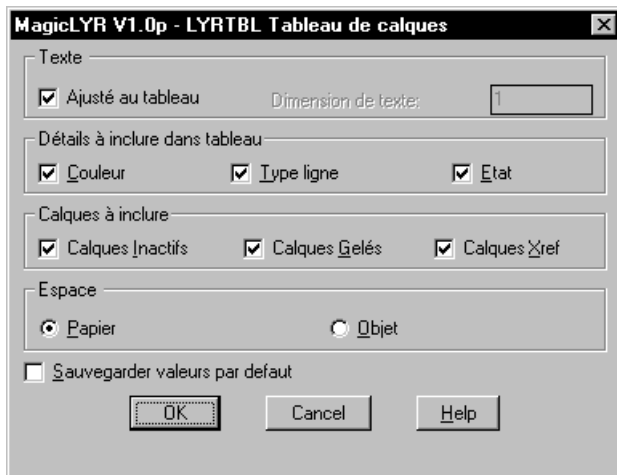 MagicLYR V1.0p - LYRTBL Tableau de calques
Texte
Ajusté au tableau Dimension de texte: 1
Détails à inclure dans tableau
Couleur Type ligne Etat
Calques à inclure
Calques Inactifs Calques Gelés Calques Xref
Espace
Papier Objet
Sauvegarder valeurs par defaut
OK Cancel Help